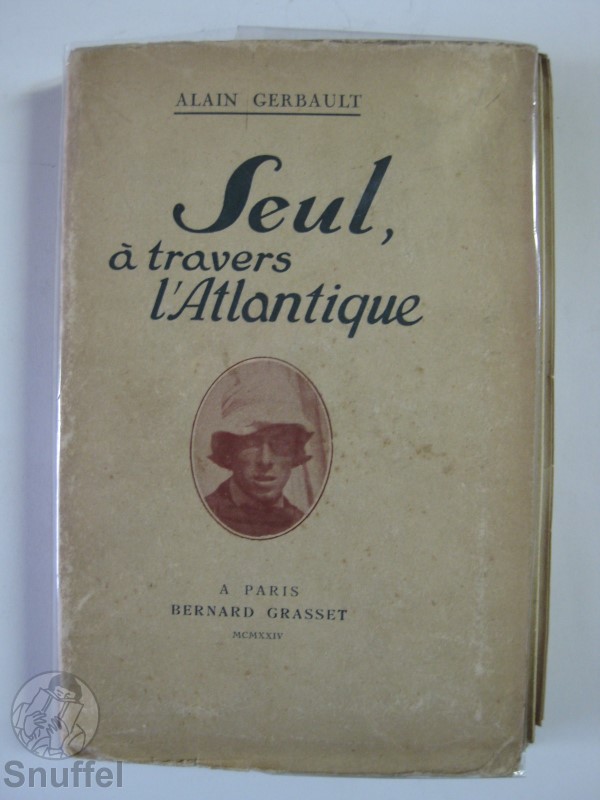 ALAIN GERBAULT
Seul,
à travers
l'Atlantique
A PARIS
BERNARD GRASSET
MCMXXIV
Snuffel